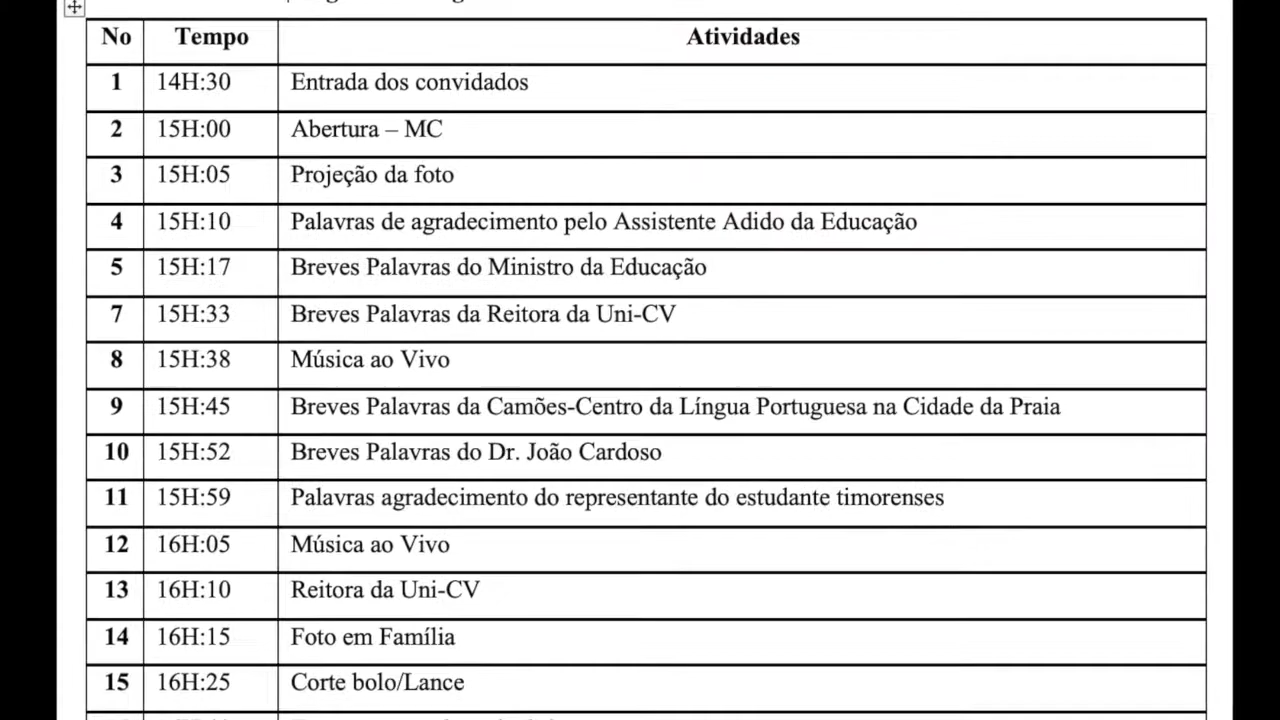 No Tempo Atividades
1 14H:30 Entrada dos convidados
2 15H:00 Abertura – MC
3 15H:05 Projeção da foto
4 15H:10 Palavras de agradecimento pelo Assistente Adido da Educação
5 15H:17 Breves Palavras do Ministro da Educação
7 15H:33 Breves Palavras da Reitora da Uni-CV
8 15H:38 Música ao Vivo
9 15H:45 Breves Palavras da Camões-Centro da Língua Portuguesa na Cidade da Praia
10 15H:52 Breves Palavras do Dr. João Cardoso
11 15H:59 Palavras agradecimento do representante do estudante timorenses
12 16H:05 Música ao Vivo
13 16H:10 Reitora da Uni-CV
14 16H:15 Foto em Família
15 16H:25 Corte bolo/Lance